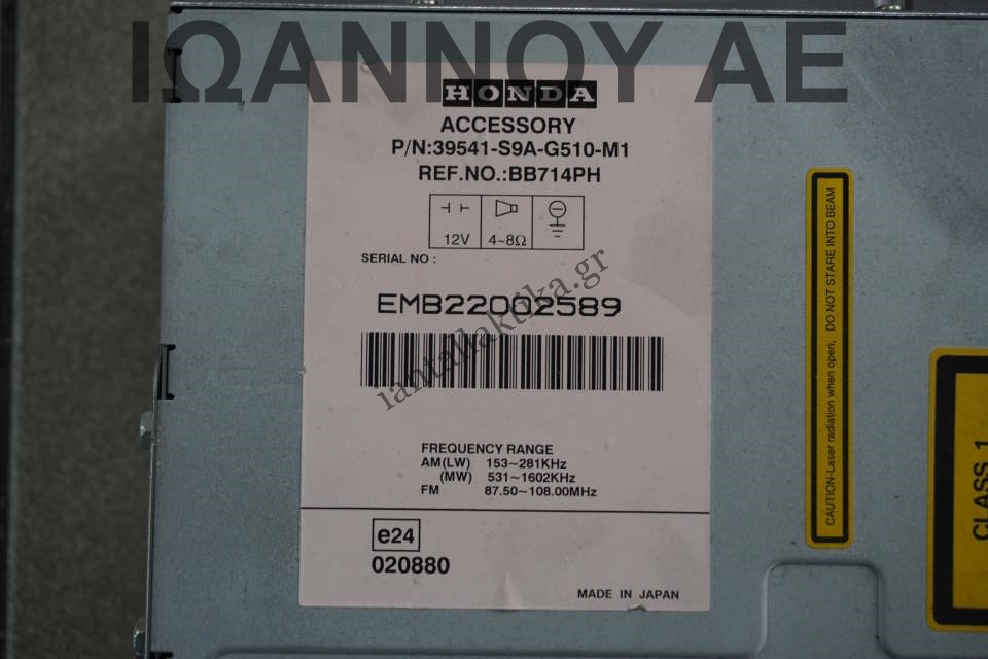 ΙΩΑΝΝΟΥ ΑΕ
HONDA
ACCESSORY
P/N:39541-S9A-G510-M1
REF.NO.:BB714PH
12V 4~8Ω
SERIAL NO :
EMB22002589
iantallaktika.gr
FREQUENCY RANGE
AM (LW) 153~281KHz
(MW) 531~1602KHz
FM 87.50~108.00MHz
e24
020880
MADE IN JAPAN
CAUTION-Laser radiation when open, DO NOT STARE INTO BEAM
CLASS 1